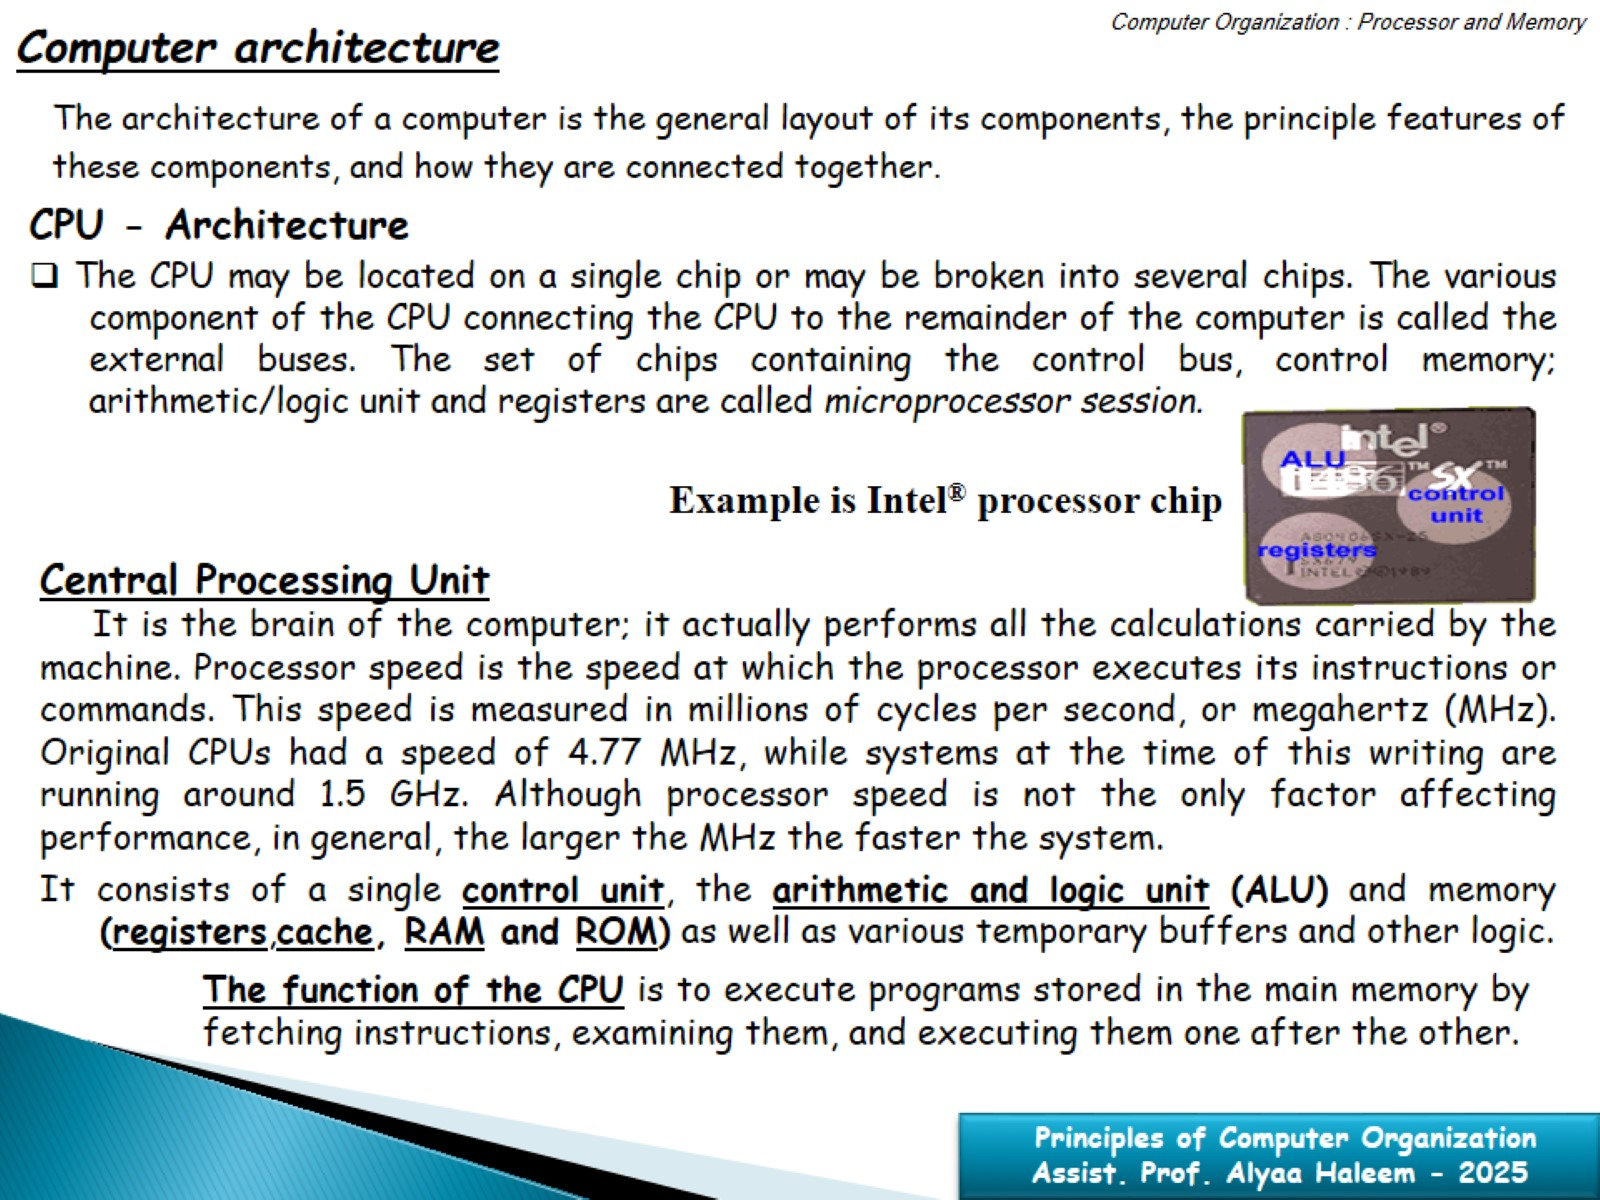 Computer Organization : Processor and Memory
Computer architecture
The architecture of a computer is the general layout of its components, the principle features of
these components, and how they are connected together.
CPU - Architecture
❑ The CPU may be located on a single chip or may be broken into several chips. The various
component of the CPU connecting the CPU to the remainder of the computer is called the
external buses. The set of chips containing the control bus, control memory;
arithmetic/logic unit and registers are called microprocessor session.
Example is Intel® processor chip
intel®
ALU
i486™ SX™
control
unit
registers
INTEL ©©1989
Central Processing Unit
It is the brain of the computer; it actually performs all the calculations carried by the
machine. Processor speed is the speed at which the processor executes its instructions or
commands. This speed is measured in millions of cycles per second, or megahertz (MHz).
Original CPUs had a speed of 4.77 MHz, while systems at the time of this writing are
running around 1.5 GHz. Although processor speed is not the only factor affecting
performance, in general, the larger the MHz the faster the system.
It consists of a single control unit, the arithmetic and logic unit (ALU) and memory
(registers,cache, RAM and ROM) as well as various temporary buffers and other logic.
The function of the CPU is to execute programs stored in the main memory by
fetching instructions, examining them, and executing them one after the other.
Principles of Computer Organization
Assist. Prof. Alyaa Haleem - 2025